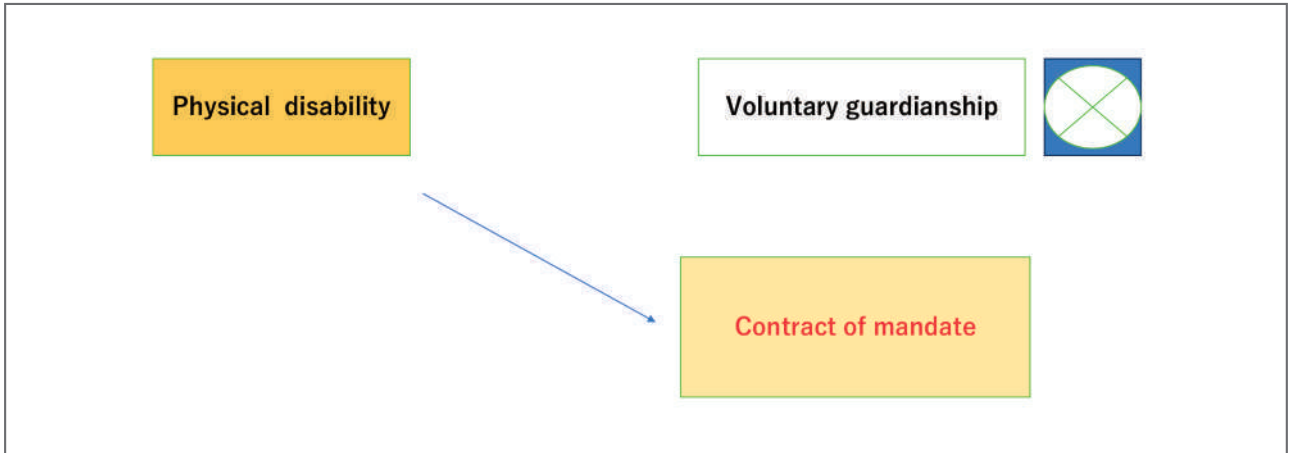 Physical disability
Voluntary guardianship
Contract of mandate